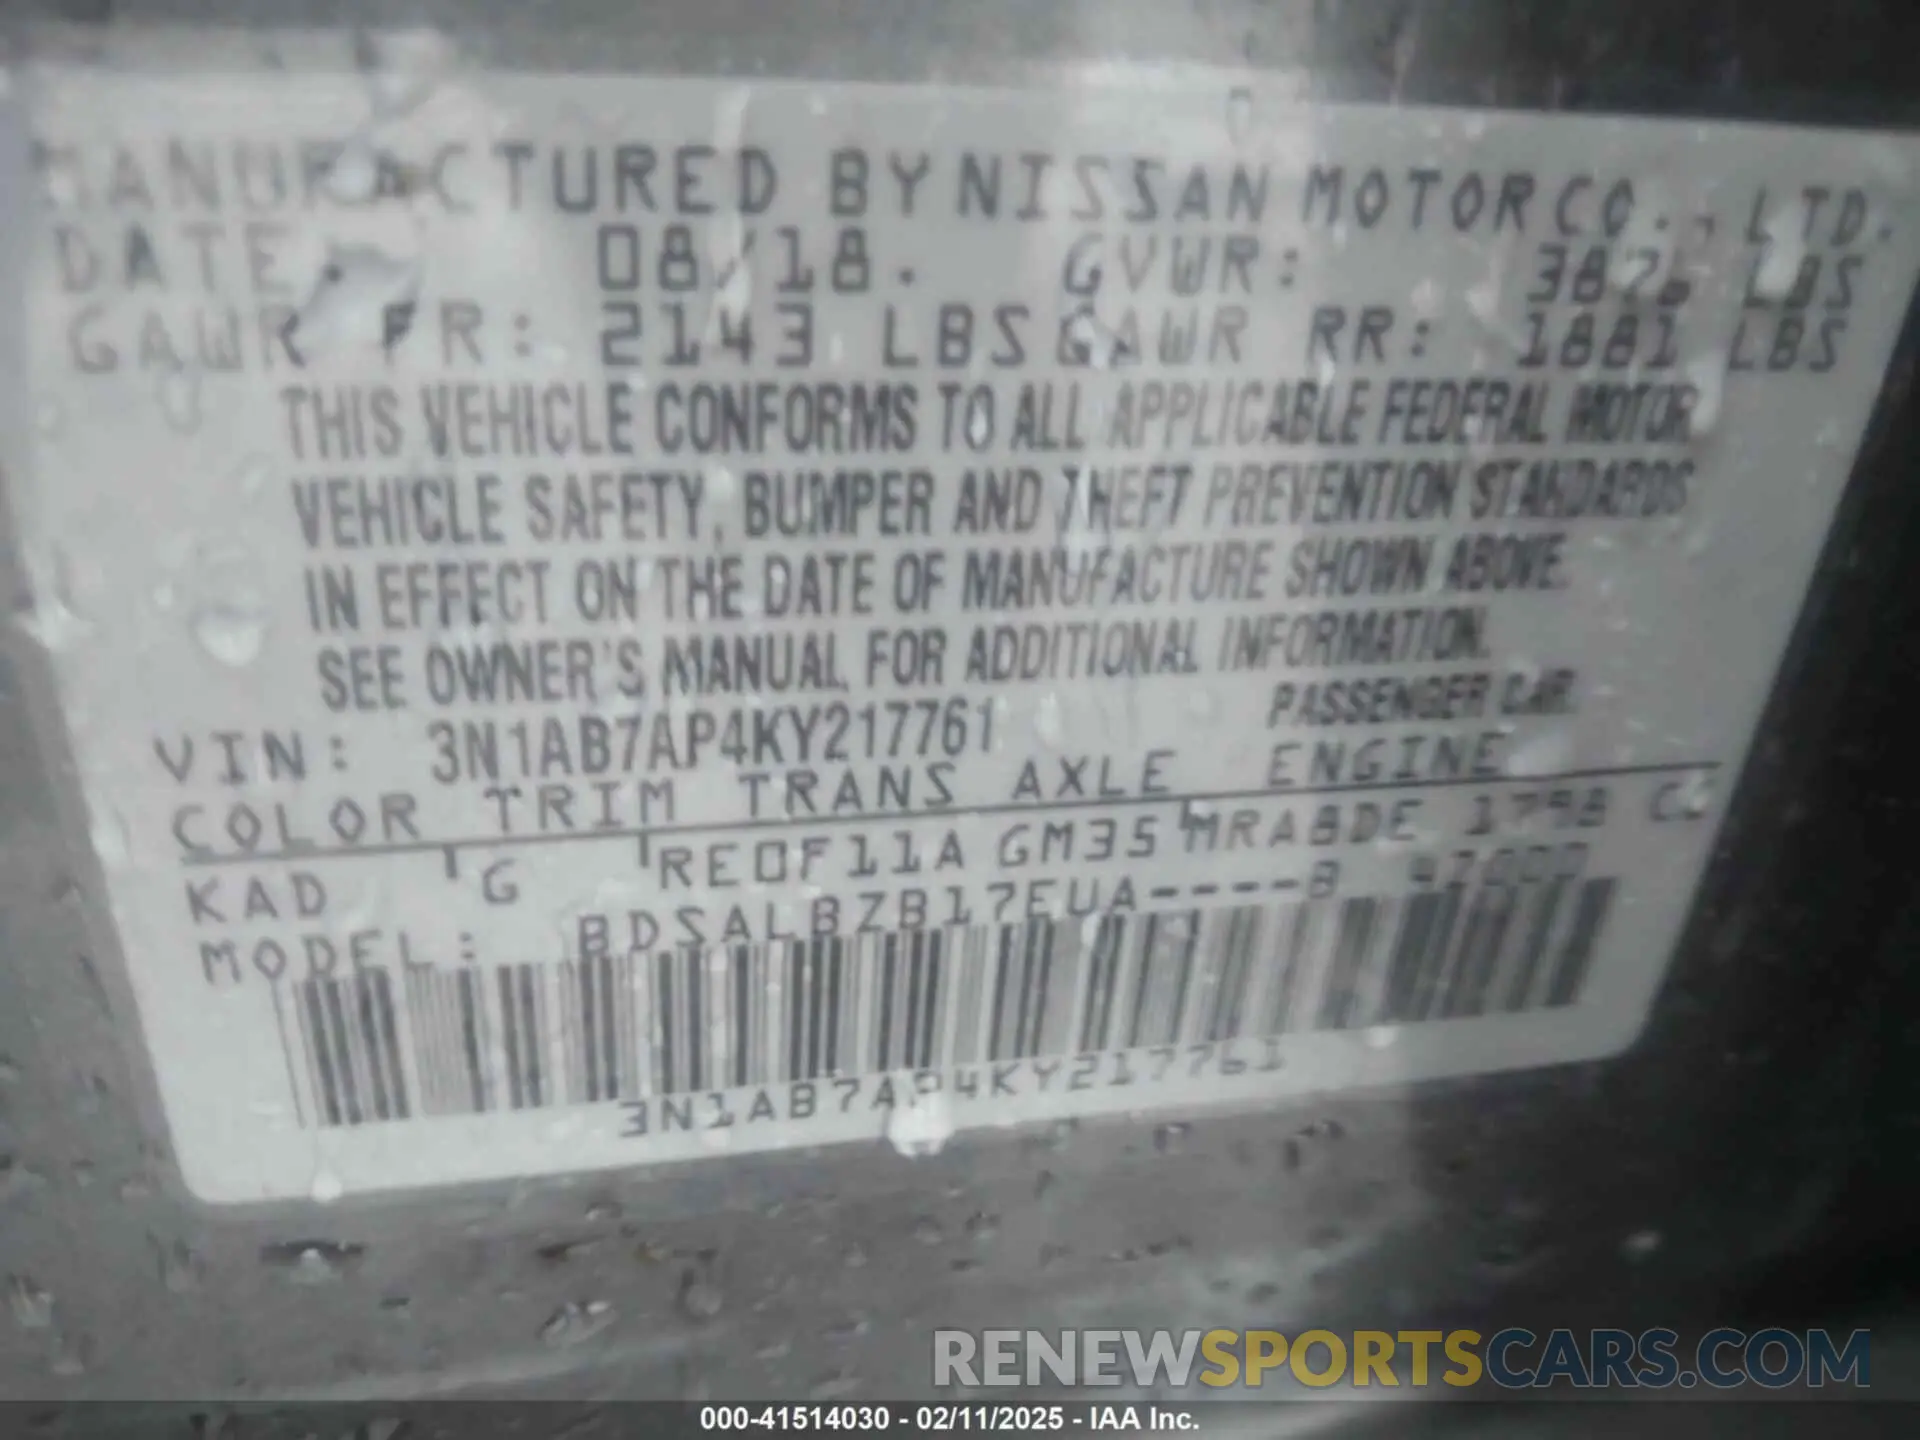 MANUFACTURED BY NISSAN MOTOR CO., LTD.
DATE: 08/18. GVWR: LBS
GAWR FR: 2143 LBS GAWR RR: 1881 LBS
THIS VEHICLE CONFORMS TO ALL APPLICABLE FEDERAL MOTOR
VEHICLE SAFETY, BUMPER AND THEFT PREVENTION STANDARDS
IN EFFECT ON THE DATE OF MANUFACTURE SHOWN ABOVE.
SEE OWNER'S MANUAL FOR ADDITIONAL INFORMATION.
VIN: 3N1AB7AP4KY217761 PASSENGER CAR
COLOR TRIM TRANS AXLE ENGINE
KAD G RE0F11A GM35 MRA8DE 1798 CC
MODEL: BDSALBZB17EUA----B
3N1AB7AP4KY217761
RENEWSPORTSCARS.COM
000-41514030 - 02/11/2025 - IAA Inc.